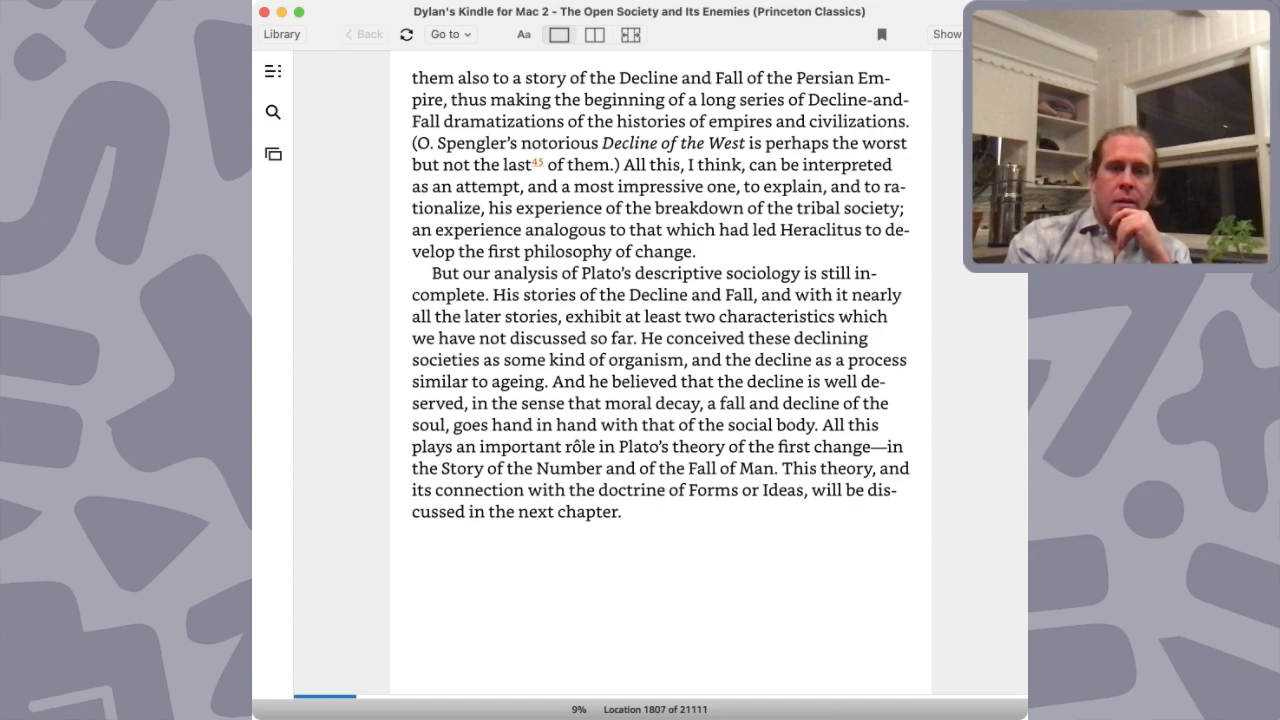 Dylan's Kindle for Mac 2 - The Open Society and Its Enemies (Princeton Classics)
Library
Back
Go to
Aa
Show
them also to a story of the Decline and Fall of the Persian Em-
pire, thus making the beginning of a long series of Decline-and-
Fall dramatizations of the histories of empires and civilizations.
(O. Spengler's notorious Decline of the West is perhaps the worst
but not the last45 of them.) All this, I think, can be interpreted
as an attempt, and a most impressive one, to explain, and to ra-
tionalize, his experience of the breakdown of the tribal society;
an experience analogous to that which had led Heraclitus to de-
velop the first philosophy of change.
But our analysis of Plato's descriptive sociology is still in-
complete. His stories of the Decline and Fall, and with it nearly
all the later stories, exhibit at least two characteristics which
we have not discussed so far. He conceived these declining
societies as some kind of organism, and the decline as a process
similar to ageing. And he believed that the decline is well de-
served, in the sense that moral decay, a fall and decline of the
soul, goes hand in hand with that of the social body. All this
plays an important rôle in Plato's theory of the first change—in
the Story of the Number and of the Fall of Man. This theory, and
its connection with the doctrine of Forms or Ideas, will be dis-
cussed in the next chapter.
9% Location 1807 of 21111